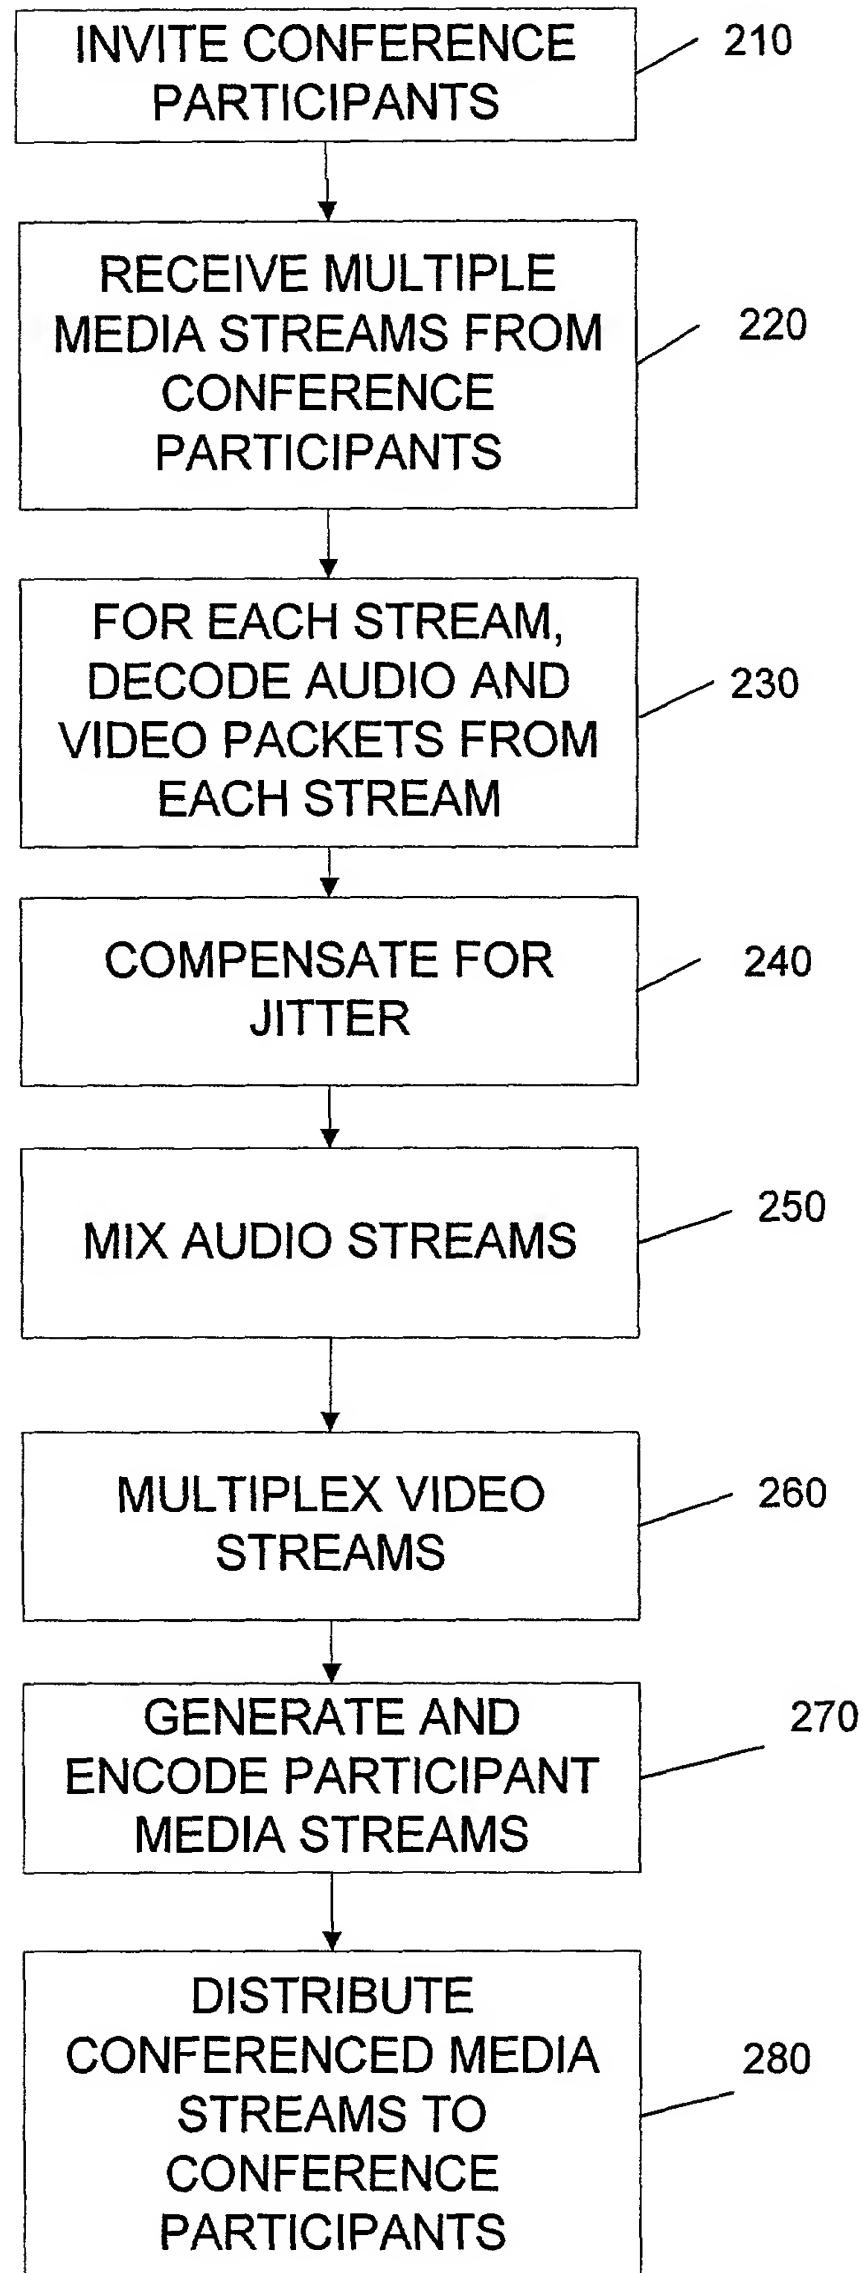 INVITE CONFERENCE
PARTICIPANTS
210
RECEIVE MULTIPLE
MEDIA STREAMS FROM
CONFERENCE
PARTICIPANTS
220
FOR EACH STREAM,
DECODE AUDIO AND
VIDEO PACKETS FROM
EACH STREAM
230
COMPENSATE FOR
JITTER
240
MIX AUDIO STREAMS
250
MULTIPLEX VIDEO
STREAMS
260
GENERATE AND
ENCODE PARTICIPANT
MEDIA STREAMS
270
DISTRIBUTE
CONFERENCED MEDIA
STREAMS TO
CONFERENCE
PARTICIPANTS
280